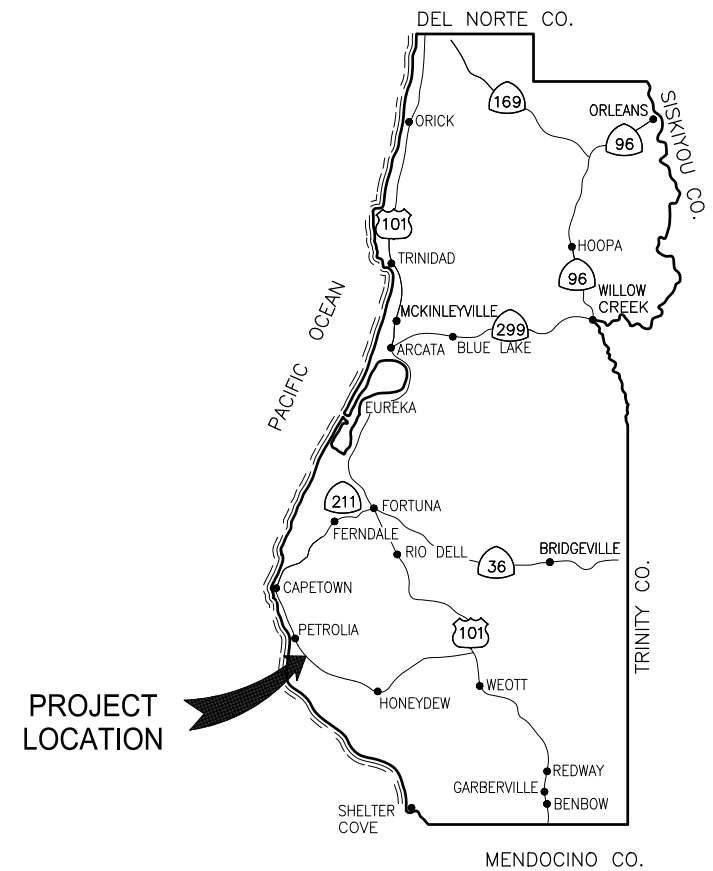 DEL NORTE CO.
169
ORLEANS
SISKIYOU CO.
ORICK
96
101
HOOPA
TRINIDAD
96
WILLOW
CREEK
PACIFIC OCEAN
MCKINLEYVILLE
299
ARCATA
BLUE LAKE
EUREKA
211
FORTUNA
FERNDALE
RIO DELL
36
BRIDGEVILLE
CAPETOWN
TRINITY CO.
PETROLIA
101
WEOTT
HONEYDEW
PROJECT
LOCATION
REDWAY
GARBERVILLE
BENBOW
SHELTER
COVE
MENDOCINO CO.